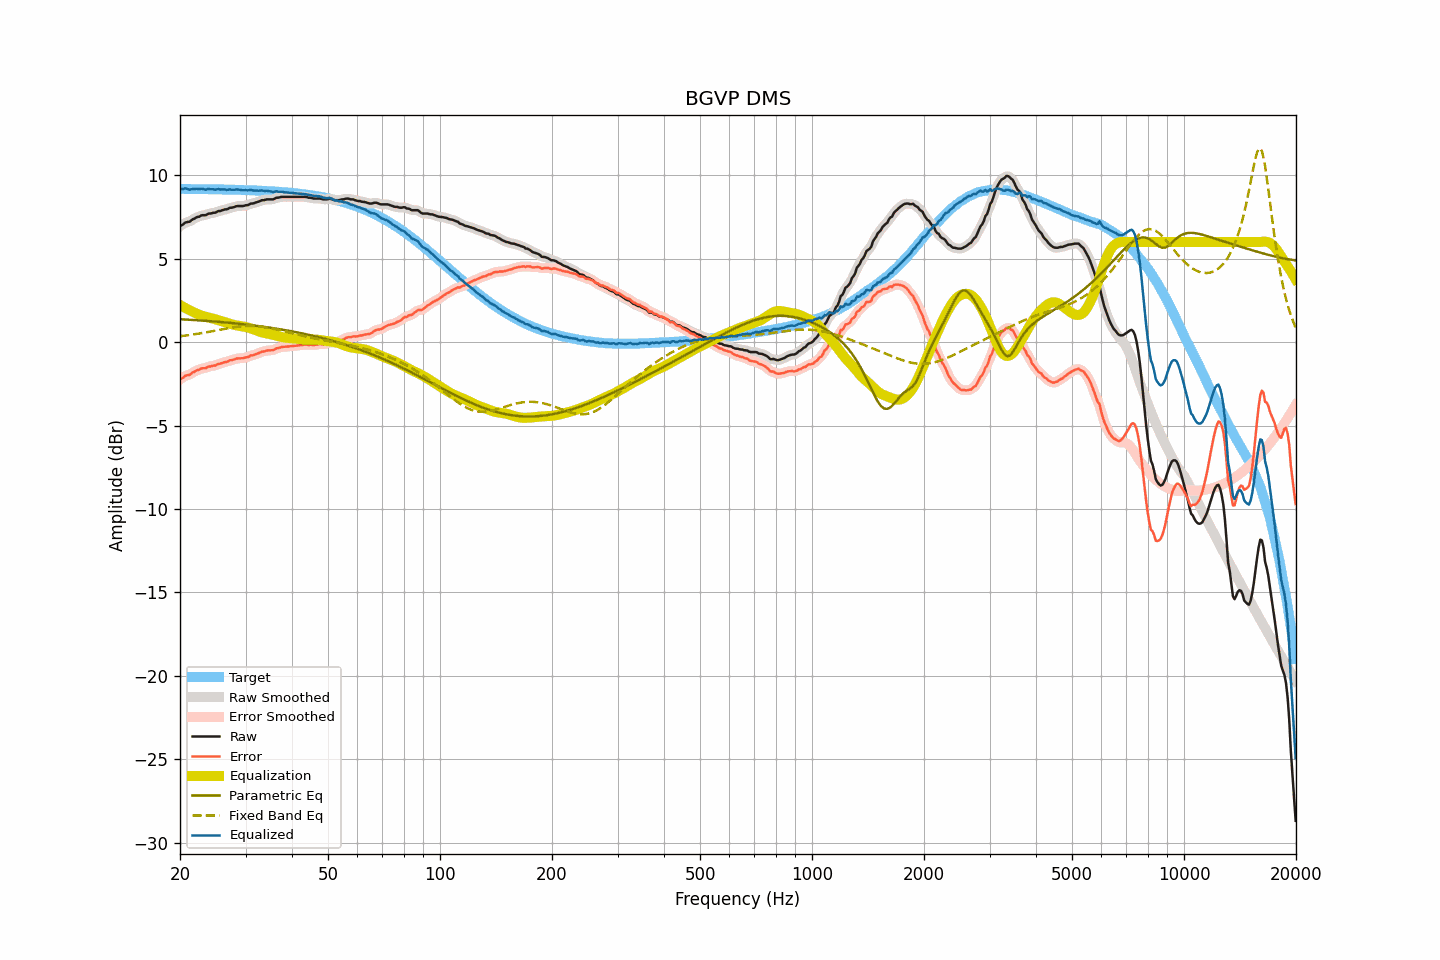 BGVP DMS
10
5
0
−5
−10
−15
−20
−25
−30
Amplitude (dBr)
Target
Raw Smoothed
Error Smoothed
Raw
Error
Equalization
Parametric Eq
Fixed Band Eq
Equalized
20 50 100 200 500 1000 2000 5000 10000 20000
Frequency (Hz)